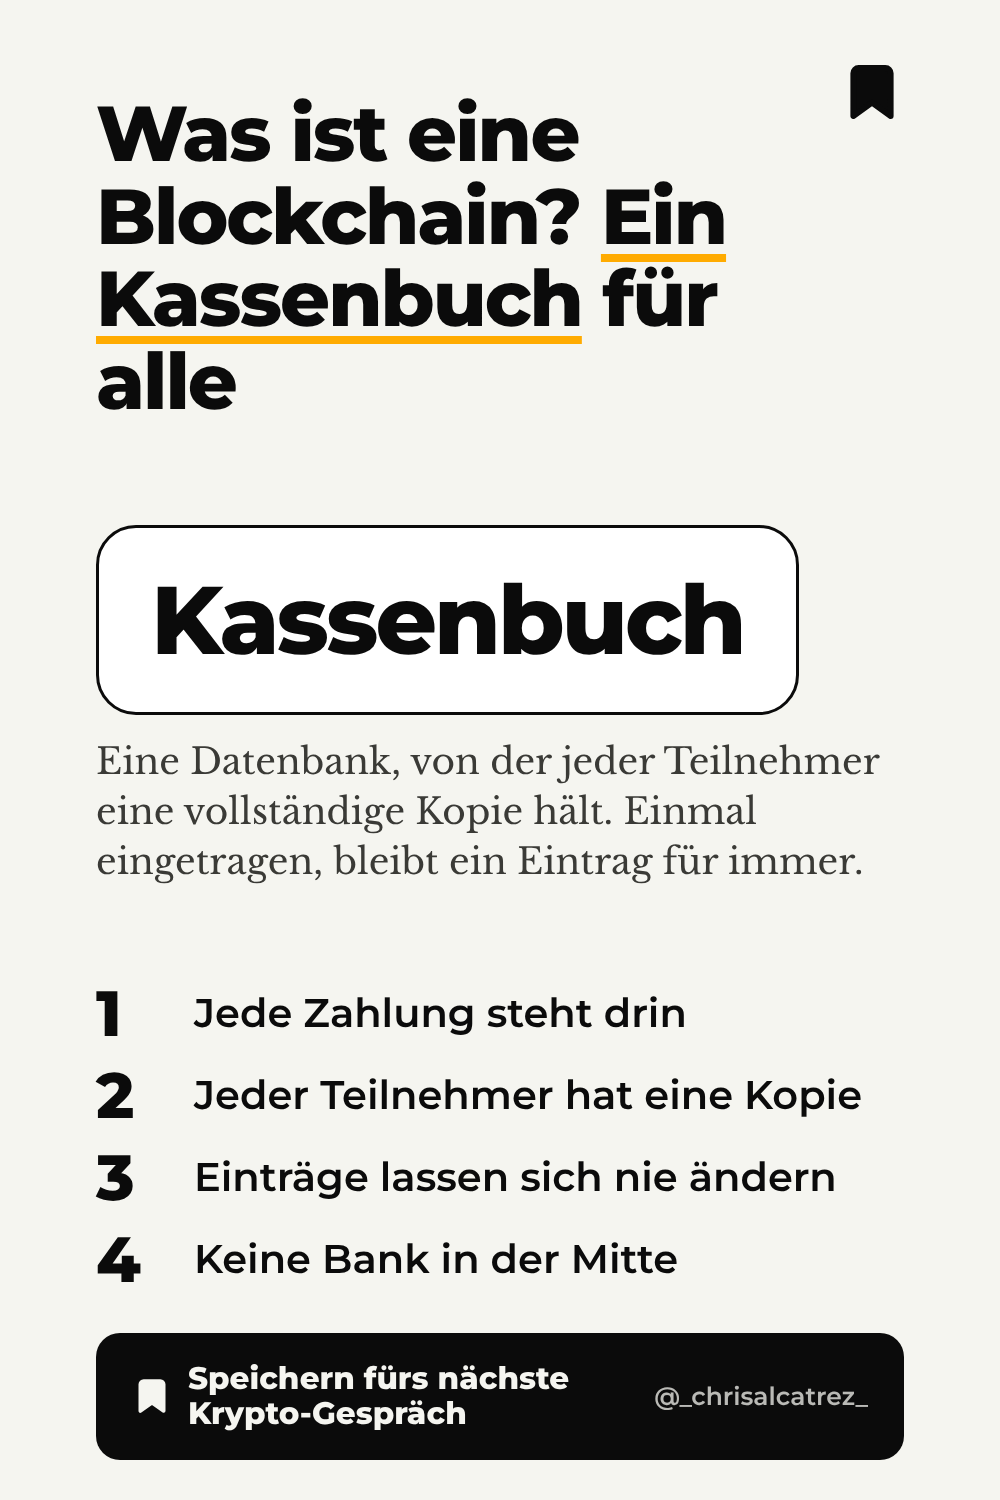 Was ist eine
Blockchain? Ein
Kassenbuch für
alle
Kassenbuch
Eine Datenbank, von der jeder Teilnehmer
eine vollständige Kopie hält. Einmal
eingetragen, bleibt ein Eintrag für immer.
1 Jede Zahlung steht drin
2 Jeder Teilnehmer hat eine Kopie
3 Einträge lassen sich nie ändern
4 Keine Bank in der Mitte
Speichern fürs nächste
Krypto-Gespräch
@_chrisalcatrez_